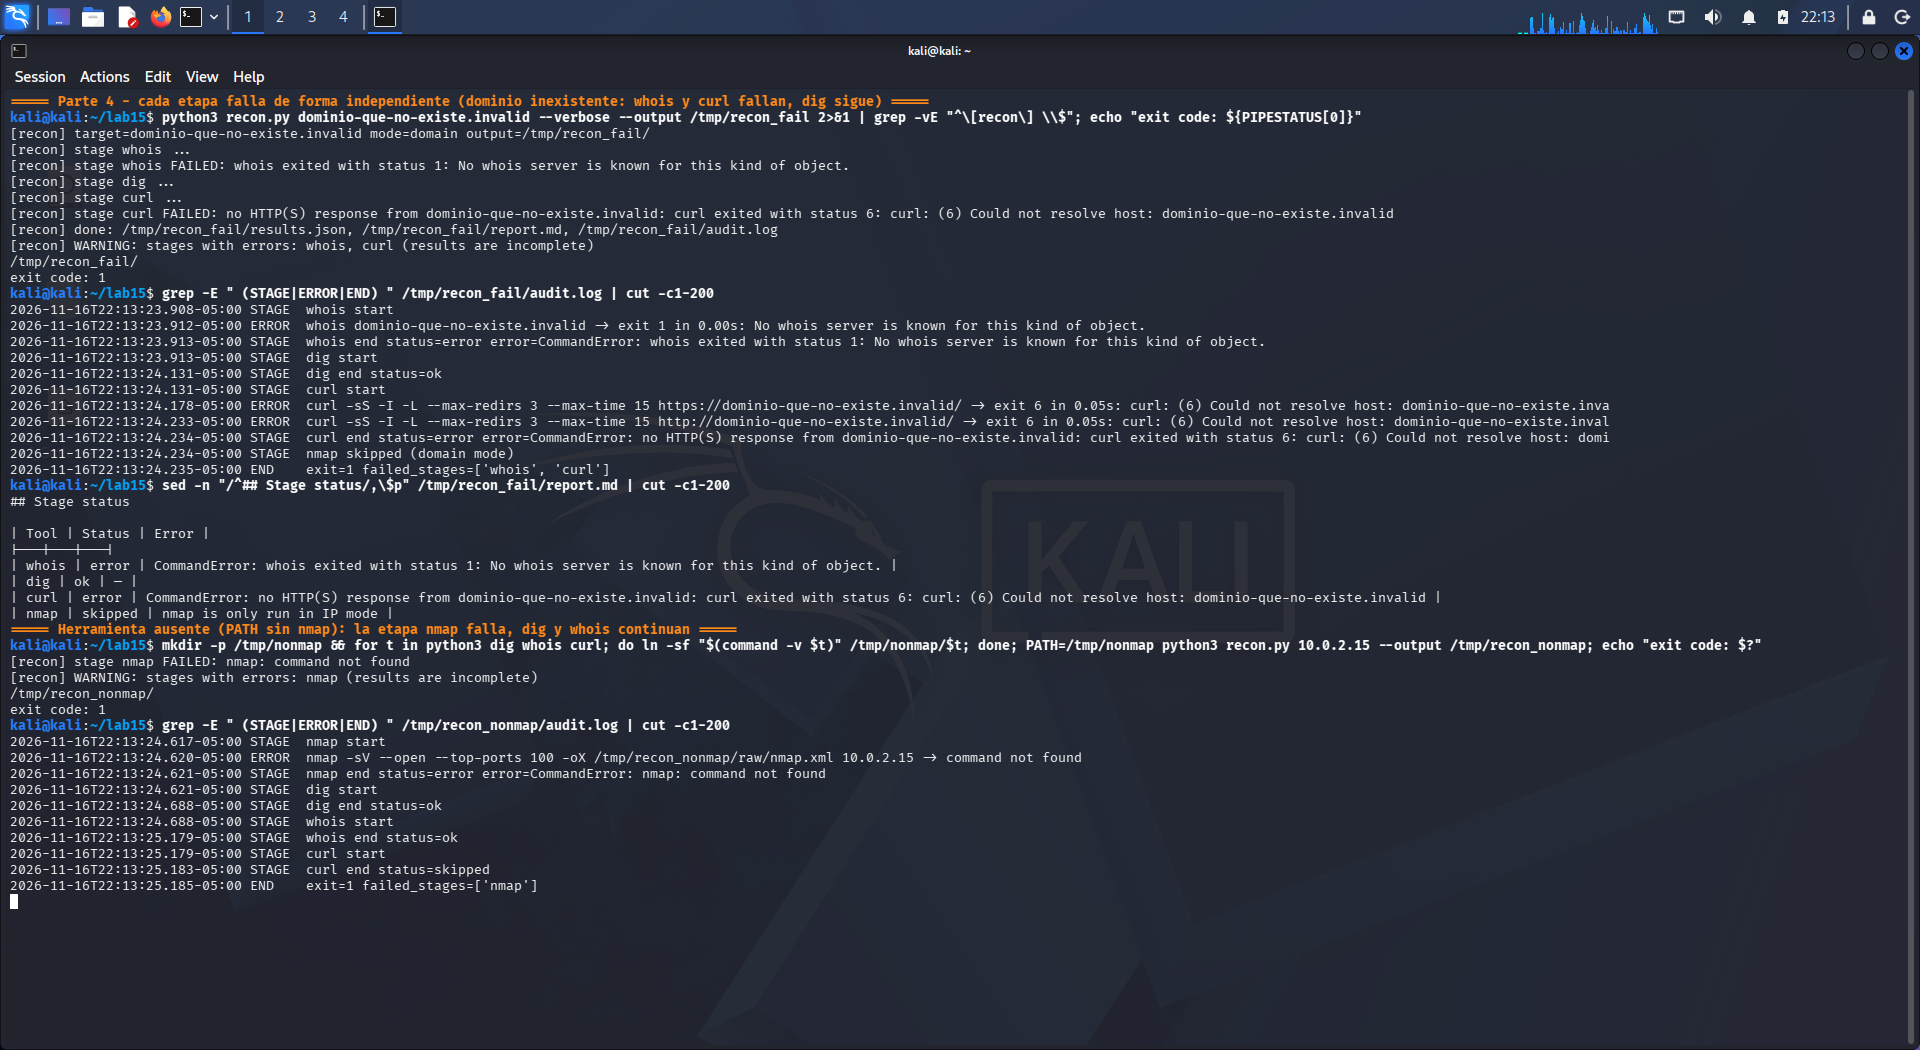 1 2 3 4 22:13
kali@kali: ~
Session Actions Edit View Help
===== Parte 4 - cada etapa falla de forma independiente (dominio inexistente: whois y curl fallan, dig sigue) =====
kali@kali:~/lab15$ python3 recon.py dominio-que-no-existe.invalid --verbose --output /tmp/recon_fail 2>&1 | grep -vE "^\[recon\] \\$"; echo "exit code: ${PIPESTATUS[0]}"
[recon] target=dominio-que-no-existe.invalid mode=domain output=/tmp/recon_fail/
[recon] stage whois ...
[recon] stage whois FAILED: whois exited with status 1: No whois server is known for this kind of object.
[recon] stage dig ...
[recon] stage curl ...
[recon] stage curl FAILED: no HTTP(S) response from dominio-que-no-existe.invalid: curl exited with status 6: curl: (6) Could not resolve host: dominio-que-no-existe.invalid
[recon] done: /tmp/recon_fail/results.json, /tmp/recon_fail/report.md, /tmp/recon_fail/audit.log
[recon] WARNING: stages with errors: whois, curl (results are incomplete)
/tmp/recon_fail/
exit code: 1
kali@kali:~/lab15$ grep -E " (STAGE|ERROR|END) " /tmp/recon_fail/audit.log | cut -c1-200
2026-11-16T22:13:23.908-05:00 STAGE  whois start
2026-11-16T22:13:23.912-05:00 ERROR  whois dominio-que-no-existe.invalid -> exit 1 in 0.00s: No whois server is known for this kind of object.
2026-11-16T22:13:23.913-05:00 STAGE  whois end status=error error=CommandError: whois exited with status 1: No whois server is known for this kind of object.
2026-11-16T22:13:23.913-05:00 STAGE  dig start
2026-11-16T22:13:24.131-05:00 STAGE  dig end status=ok
2026-11-16T22:13:24.131-05:00 STAGE  curl start
2026-11-16T22:13:24.178-05:00 ERROR  curl -sS -I -L --max-redirs 3 --max-time 15 https://dominio-que-no-existe.invalid/ -> exit 6 in 0.05s: curl: (6) Could not resolve host: dominio-que-no-existe.inva
2026-11-16T22:13:24.233-05:00 ERROR  curl -sS -I -L --max-redirs 3 --max-time 15 http://dominio-que-no-existe.invalid/ -> exit 6 in 0.05s: curl: (6) Could not resolve host: dominio-que-no-existe.inval
2026-11-16T22:13:24.234-05:00 STAGE  curl end status=error error=CommandError: no HTTP(S) response from dominio-que-no-existe.invalid: curl exited with status 6: curl: (6) Could not resolve host: domi
2026-11-16T22:13:24.234-05:00 STAGE  nmap skipped (domain mode)
2026-11-16T22:13:24.235-05:00 END    exit=1 failed_stages=['whois', 'curl']
kali@kali:~/lab15$ sed -n "/^## Stage status/,\$p" /tmp/recon_fail/report.md | cut -c1-200
## Stage status
| Tool | Status | Error |
|---|---|---|
| whois | error | CommandError: whois exited with status 1: No whois server is known for this kind of object. |
| dig | ok | — |
| curl | error | CommandError: no HTTP(S) response from dominio-que-no-existe.invalid: curl exited with status 6: curl: (6) Could not resolve host: dominio-que-no-existe.invalid |
| nmap | skipped | nmap is only run in IP mode |
===== Herramienta ausente (PATH sin nmap): la etapa nmap falla, dig y whois continuan =====
kali@kali:~/lab15$ mkdir -p /tmp/nonmap && for t in python3 dig whois curl; do ln -sf "$(command -v $t)" /tmp/nonmap/$t; done; PATH=/tmp/nonmap python3 recon.py 10.0.2.15 --output /tmp/recon_nonmap; echo "exit code: $?"
[recon] stage nmap FAILED: nmap: command not found
[recon] WARNING: stages with errors: nmap (results are incomplete)
/tmp/recon_nonmap/
exit code: 1
kali@kali:~/lab15$ grep -E " (STAGE|ERROR|END) " /tmp/recon_nonmap/audit.log | cut -c1-200
2026-11-16T22:13:24.617-05:00 STAGE  nmap start
2026-11-16T22:13:24.620-05:00 ERROR  nmap -sV --open --top-ports 100 -oX /tmp/recon_nonmap/raw/nmap.xml 10.0.2.15 -> command not found
2026-11-16T22:13:24.621-05:00 STAGE  nmap end status=error error=CommandError: nmap: command not found
2026-11-16T22:13:24.621-05:00 STAGE  dig start
2026-11-16T22:13:24.688-05:00 STAGE  dig end status=ok
2026-11-16T22:13:24.688-05:00 STAGE  whois start
2026-11-16T22:13:25.179-05:00 STAGE  whois end status=ok
2026-11-16T22:13:25.179-05:00 STAGE  curl start
2026-11-16T22:13:25.183-05:00 STAGE  curl end status=skipped
2026-11-16T22:13:25.185-05:00 END    exit=1 failed_stages=['nmap']
KALI